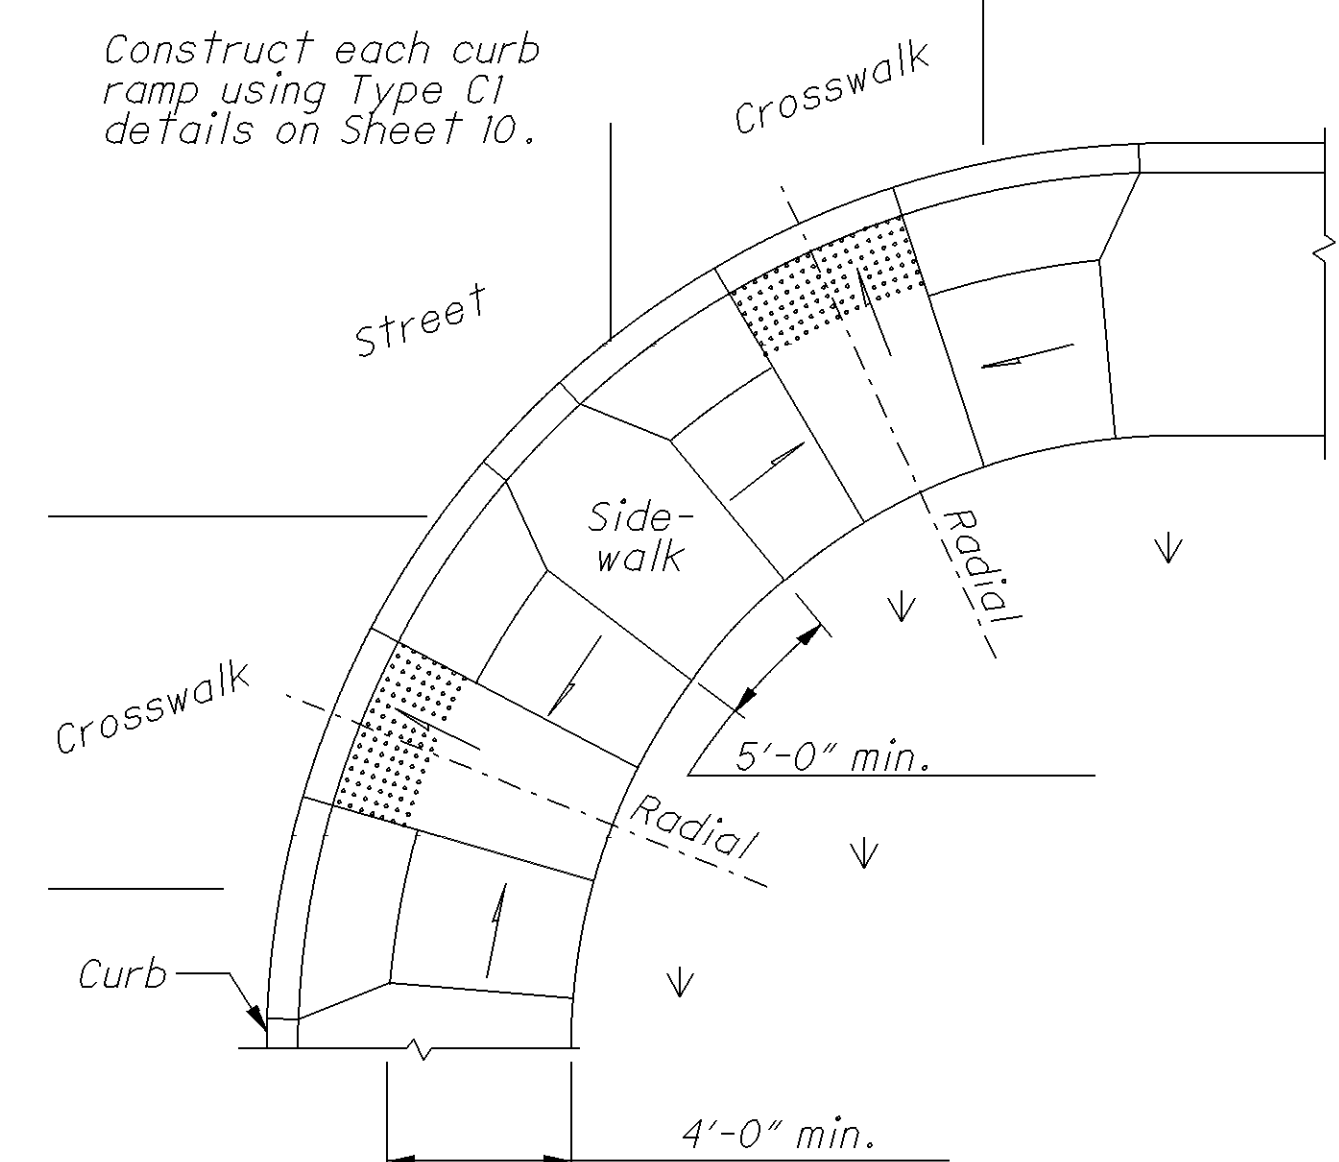 Construct each curb
ramp using Type C1
details on Sheet 10.
Crosswalk
Street
Side-
walk
Radial
Crosswalk
5'-0" min.
Radial
Curb
4'-0" min.